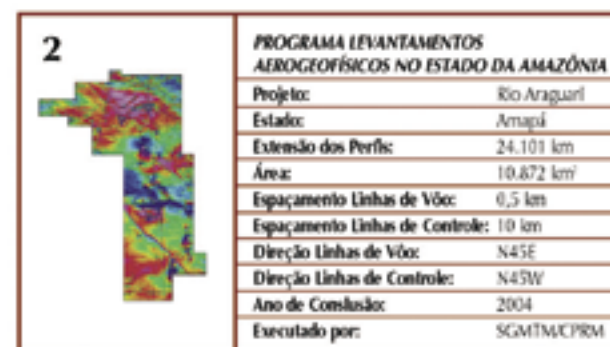 2
PROGRAMA LEVANTAMENTOS
AEROGEOFÍSICOS NO ESTADO DA AMAZÔNIA
Projeto: Rio Araguari
Estado: Amapá
Extensão dos Perfis: 24.101 km
Área: 10.872 km²
Espaçamento Linhas de Vôo: 0,5 km
Espaçamento Linhas de Controle: 10 km
Direção Linhas de Vôo: N45E
Direção Linhas de Controle: N45W
Ano de Conslusão: 2004
Executado por: SGMTM/CPRM